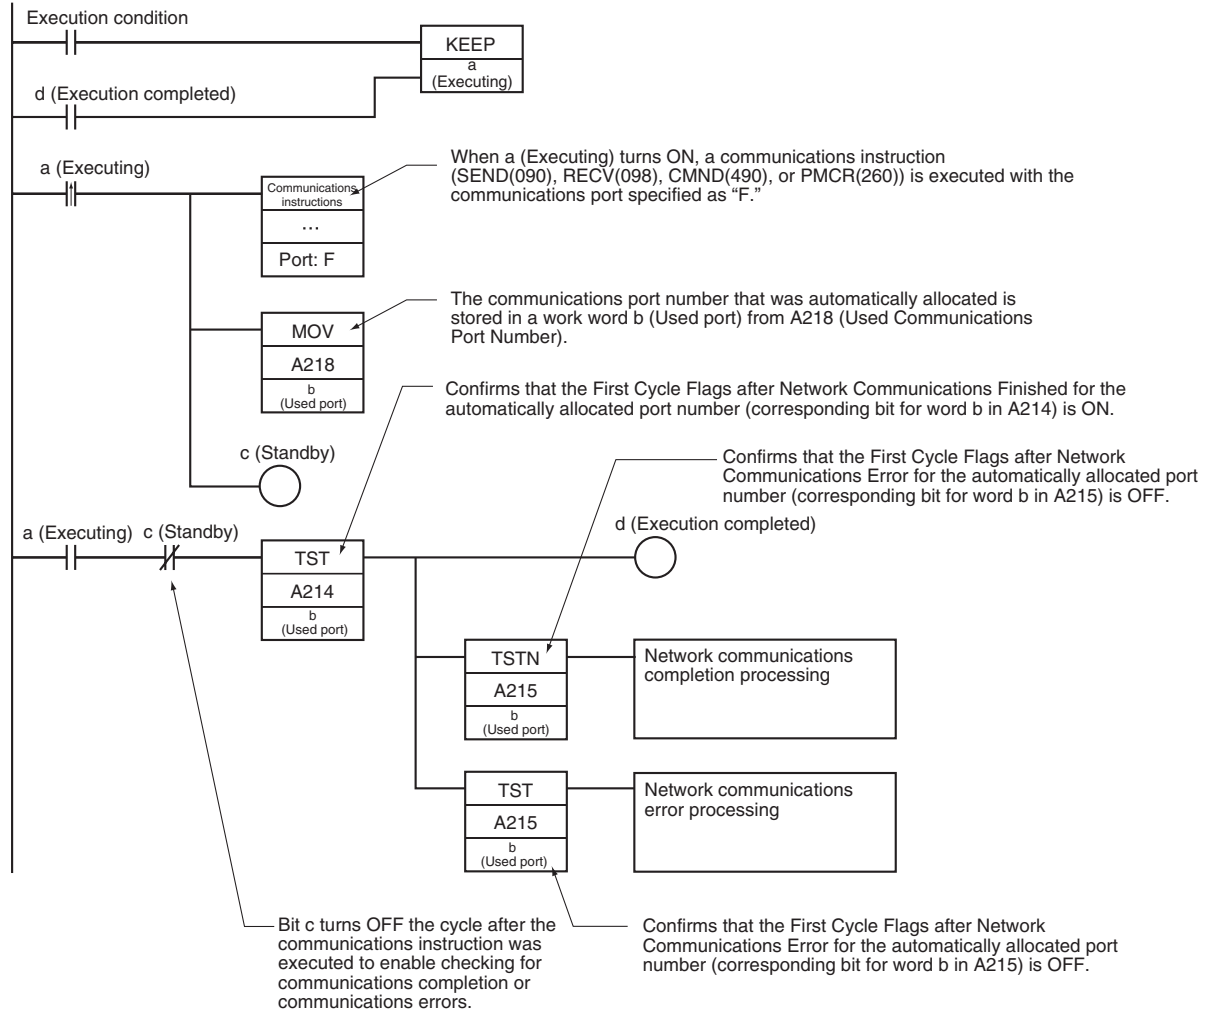 Execution condition
KEEP
a
(Executing)
d (Execution completed)
a (Executing)
When a (Executing) turns ON, a communications instruction
(SEND(090), RECV(098), CMND(490), or PMCR(260)) is executed with the
communications port specified as “F.”
Communications
instructions
...
Port: F
The communications port number that was automatically allocated is
stored in a work word b (Used port) from A218 (Used Communications
Port Number).
MOV
A218
b
(Used port)
Confirms that the First Cycle Flags after Network Communications Finished for the
automatically allocated port number (corresponding bit for word b in A214) is ON.
c (Standby)
Confirms that the First Cycle Flags after Network
Communications Error for the automatically allocated port
number (corresponding bit for word b in A215) is OFF.
a (Executing)
c (Standby)
d (Execution completed)
TST
A214
b
(Used port)
TSTN
A215
b
(Used port)
Network communications
completion processing
TST
A215
b
(Used port)
Network communications
error processing
Bit c turns OFF the cycle after the
communications instruction was
executed to enable checking for
communications completion or
communications errors.
Confirms that the First Cycle Flags after Network
Communications Error for the automatically allocated port
number (corresponding bit for word b in A215) is OFF.